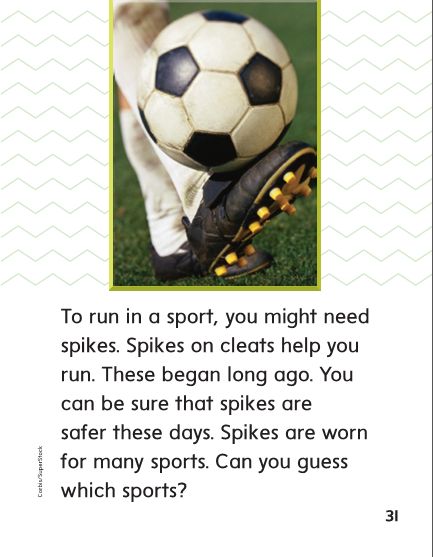 To run in a sport, you might need
spikes. Spikes on cleats help you
run. These began long ago. You
can be sure that spikes are
safer these days. Spikes are worn
for many sports. Can you guess
which sports?
Corbis/SuperStock
31